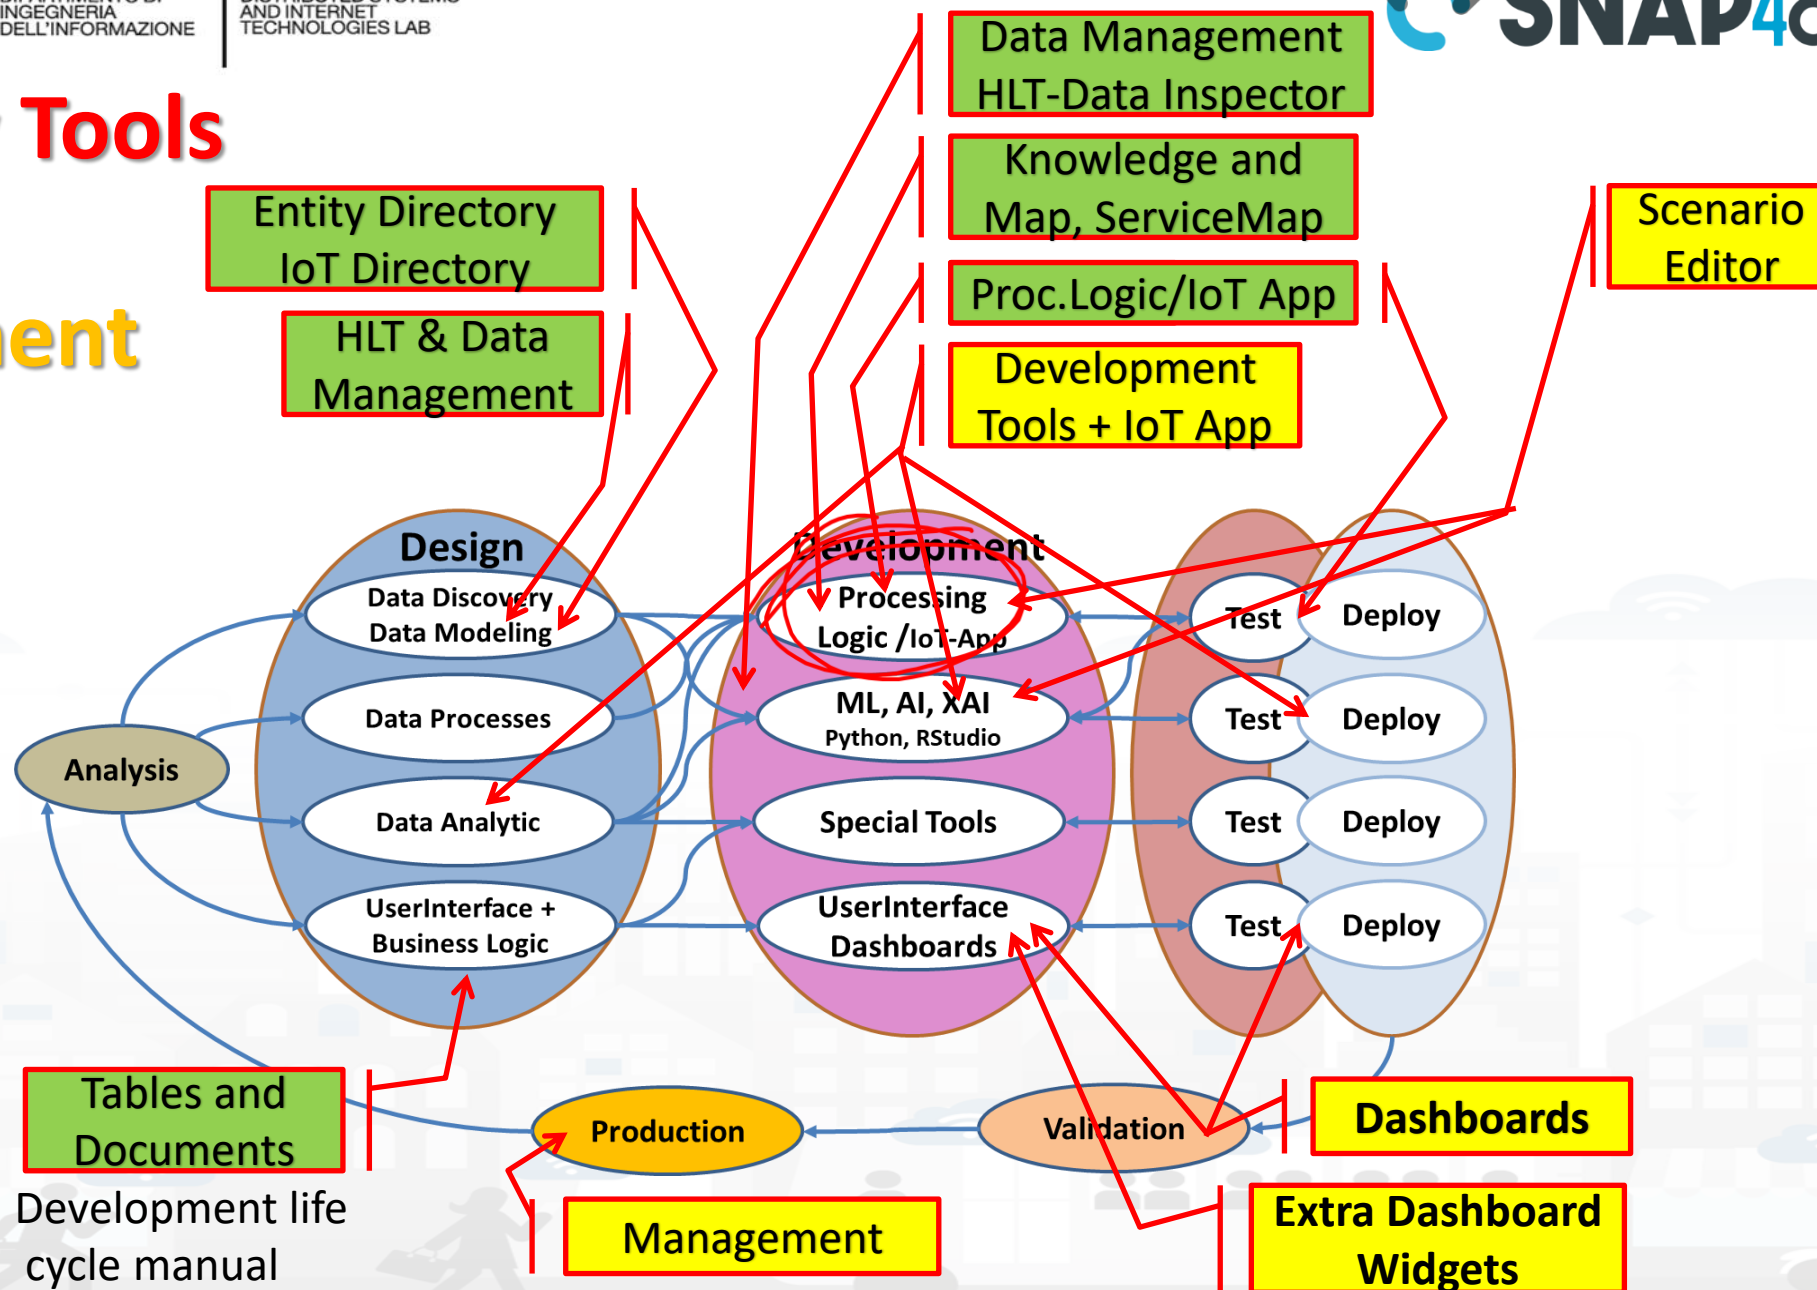 INGEGNERIA
DELL'INFORMAZIONE
AND INTERNET
TECHNOLOGIES LAB
SNAP4
Tools
Data Management
HLT-Data Inspector
Knowledge and
Map, ServiceMap
Entity Directory
IoT Directory
Scenario
Editor
Proc.Logic/IoT App
HLT & Data
Management
Development
Tools + IoT App
Design
Development
Data Discovery
Data Modeling
Processing
Logic /IoT-App
Test
Deploy
Data Processes
ML, AI, XAI
Python, RStudio
Test
Deploy
Analysis
Data Analytic
Special Tools
Test
Deploy
UserInterface +
Business Logic
UserInterface
Dashboards
Test
Deploy
Tables and
Documents
Production
Validation
Dashboards
Development life
cycle manual
Management
Extra Dashboard
Widgets